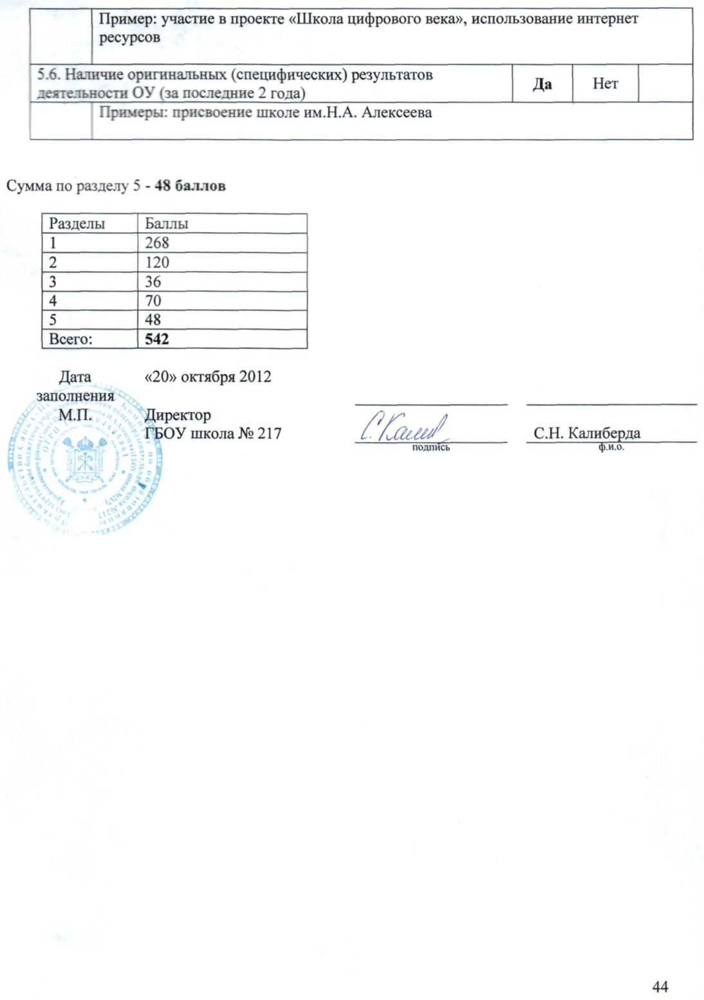 Пример: участие в проекте «Школа цифрового века», использование интернет
ресурсов
5.6. Наличие оригинальных (специфических) результатов
деятельности ОУ (за последние 2 года)
Да
Нет
Примеры: присвоение школе им.Н.А. Алексеева
Сумма по разделу 5 - 48 баллов
Разделы Баллы
1 268
2 120
3 36
4 70
5 48
Всего: 542
Дата «20» октября 2012
заполнения
М.П. Директор
ГБОУ школа № 217 С.Н. Калиберда
подпись ф.и.о.
44